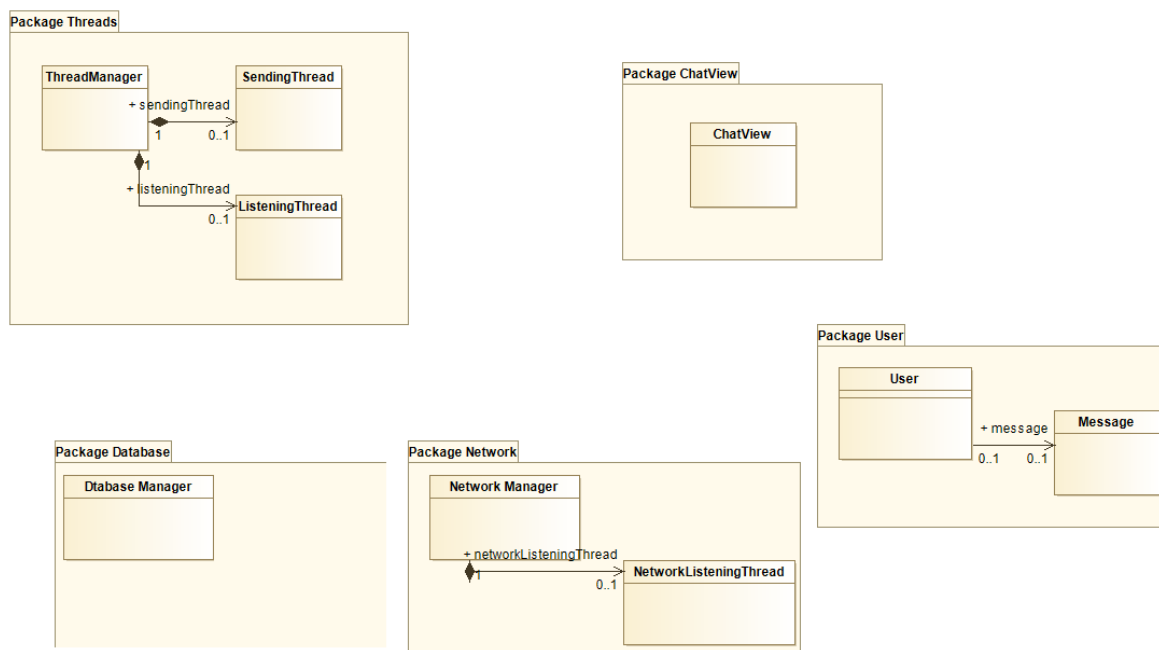 Package Threads
ThreadManager
SendingThread
+ sendingThread
1
0..1
1
+ listeningThread
0..1
ListeningThread
Package ChatView
ChatView
Package User
User
+ message
0..1
0..1
Message
Package Database
Dtabase Manager
Package Network
Network Manager
+ networkListeningThread
1
0..1
NetworkListeningThread